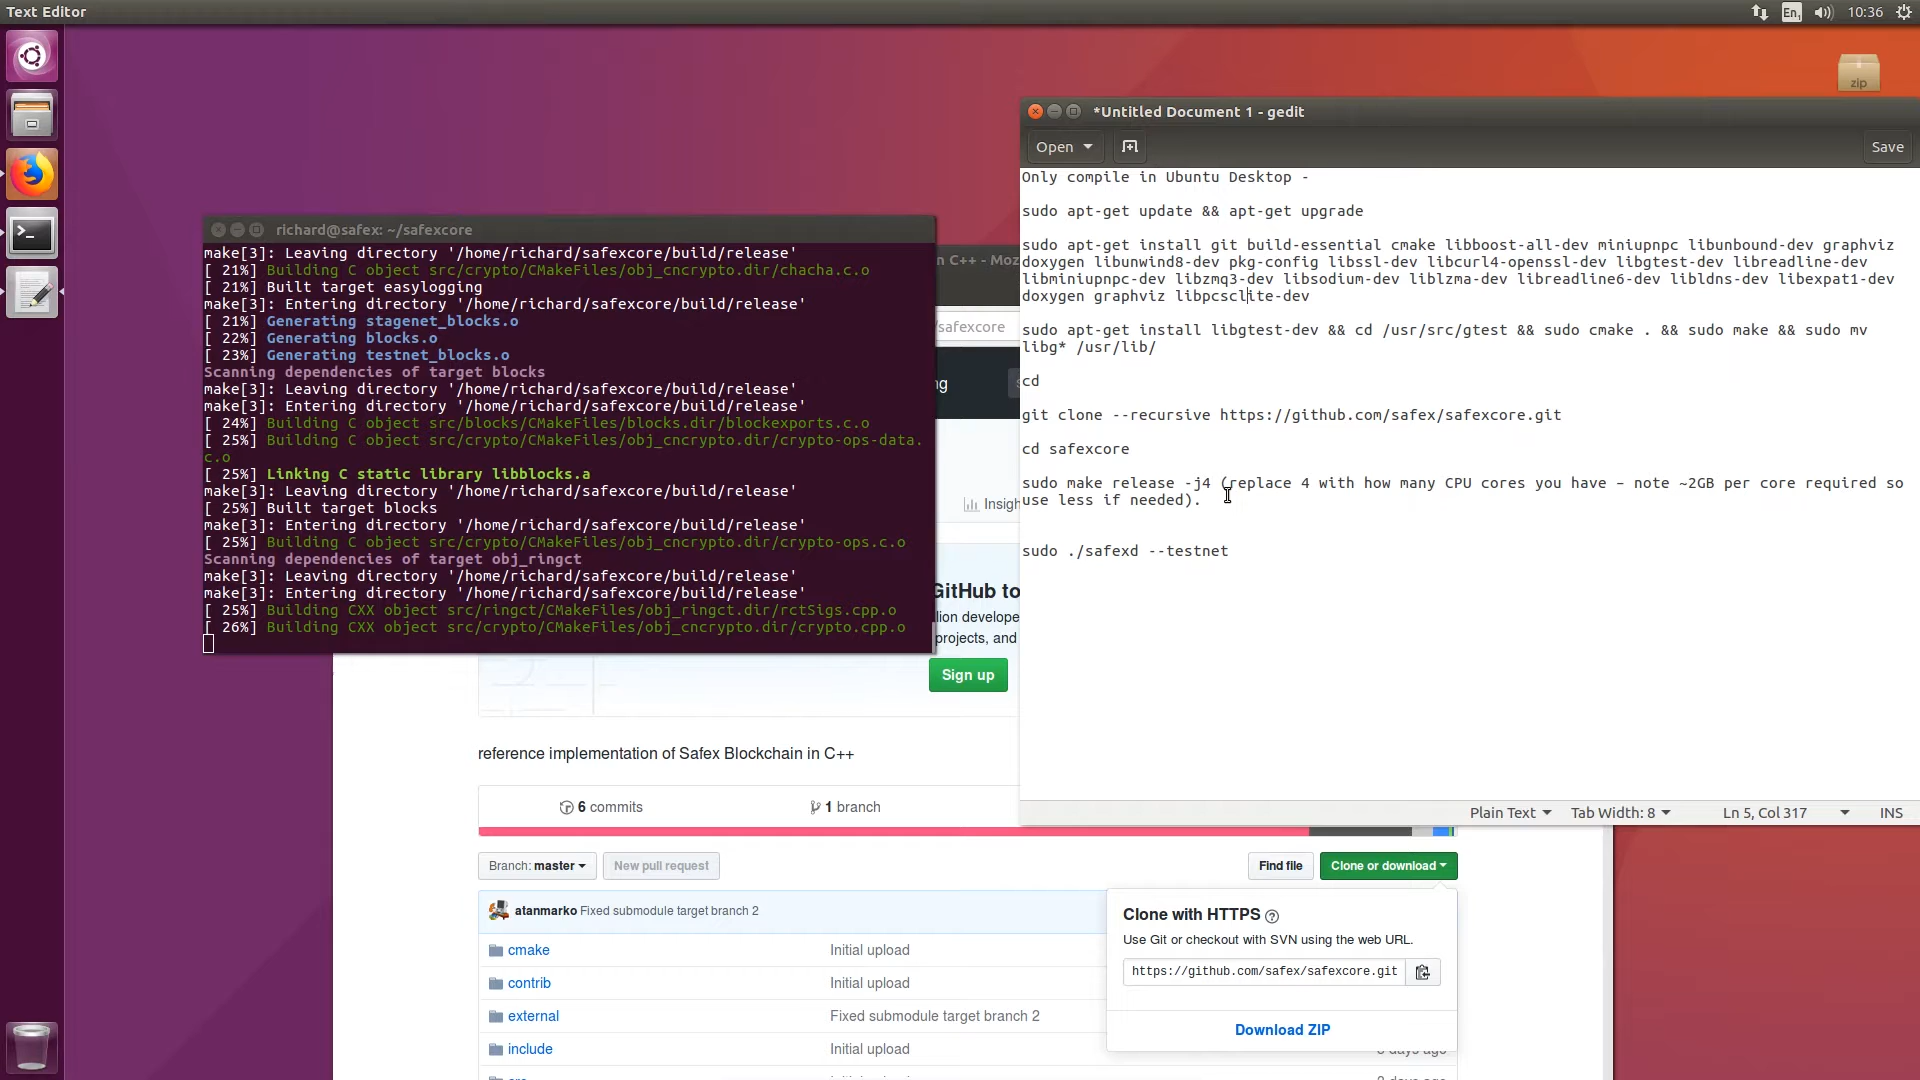 Text Editor
En1
10:36
zip
*Untitled Document 1 - gedit
Open
Save
Only compile in Ubuntu Desktop -
sudo apt-get update && apt-get upgrade
sudo apt-get install git build-essential cmake libboost-all-dev miniupnpc libunbound-dev graphviz
doxygen libunwind8-dev pkg-config libssl-dev libcurl4-openssl-dev libgtest-dev libreadline-dev
libminiupnpc-dev libzmq3-dev libsodium-dev liblzma-dev libreadline6-dev libldns-dev libexpat1-dev
doxygen graphviz libpcsclite-dev
sudo apt-get install libgtest-dev && cd /usr/src/gtest && sudo cmake . && sudo make && sudo mv
libg* /usr/lib/
cd
git clone --recursive https://github.com/safex/safexcore.git
cd safexcore
sudo make release -j4 (replace 4 with how many CPU cores you have – note ~2GB per core required so
use less if needed).
sudo ./safexd --testnet
Plain Text
Tab Width: 8
Ln 5, Col 317
INS
richard@safex: ~/safexcore
make[3]: Leaving directory '/home/richard/safexcore/build/release'
[ 21%] Building C object src/crypto/CMakeFiles/obj_cncrypto.dir/chacha.c.o
[ 21%] Built target easylogging
make[3]: Entering directory '/home/richard/safexcore/build/release'
[ 21%] Generating stagenet_blocks.o
[ 22%] Generating blocks.o
[ 23%] Generating testnet_blocks.o
Scanning dependencies of target blocks
make[3]: Leaving directory '/home/richard/safexcore/build/release'
make[3]: Entering directory '/home/richard/safexcore/build/release'
[ 24%] Building C object src/blocks/CMakeFiles/blocks.dir/blockexports.c.o
[ 25%] Building C object src/crypto/CMakeFiles/obj_cncrypto.dir/crypto-ops-data.
c.o
[ 25%] Linking C static library libblocks.a
make[3]: Leaving directory '/home/richard/safexcore/build/release'
[ 25%] Built target blocks
make[3]: Entering directory '/home/richard/safexcore/build/release'
[ 25%] Building C object src/crypto/CMakeFiles/obj_cncrypto.dir/crypto-ops.c.o
Scanning dependencies of target obj_ringct
make[3]: Leaving directory '/home/richard/safexcore/build/release'
make[3]: Entering directory '/home/richard/safexcore/build/release'
[ 25%] Building CXX object src/ringct/CMakeFiles/obj_ringct.dir/rctSigs.cpp.o
[ 26%] Building CXX object src/crypto/CMakeFiles/obj_cncrypto.dir/crypto.cpp.o
n C++ - Moz
/safexcore
ng
Insigh
GitHub to
lion develope
projects, and
Sign up
reference implementation of Safex Blockchain in C++
6 commits
1 branch
Branch: master
New pull request
Find file
Clone or download
atanmarko Fixed submodule target branch 2
Clone with HTTPS
Use Git or checkout with SVN using the web URL.
https://github.com/safex/safexcore.git
Download ZIP
cmake Initial upload
contrib Initial upload
external Fixed submodule target branch 2
include Initial upload
days ago